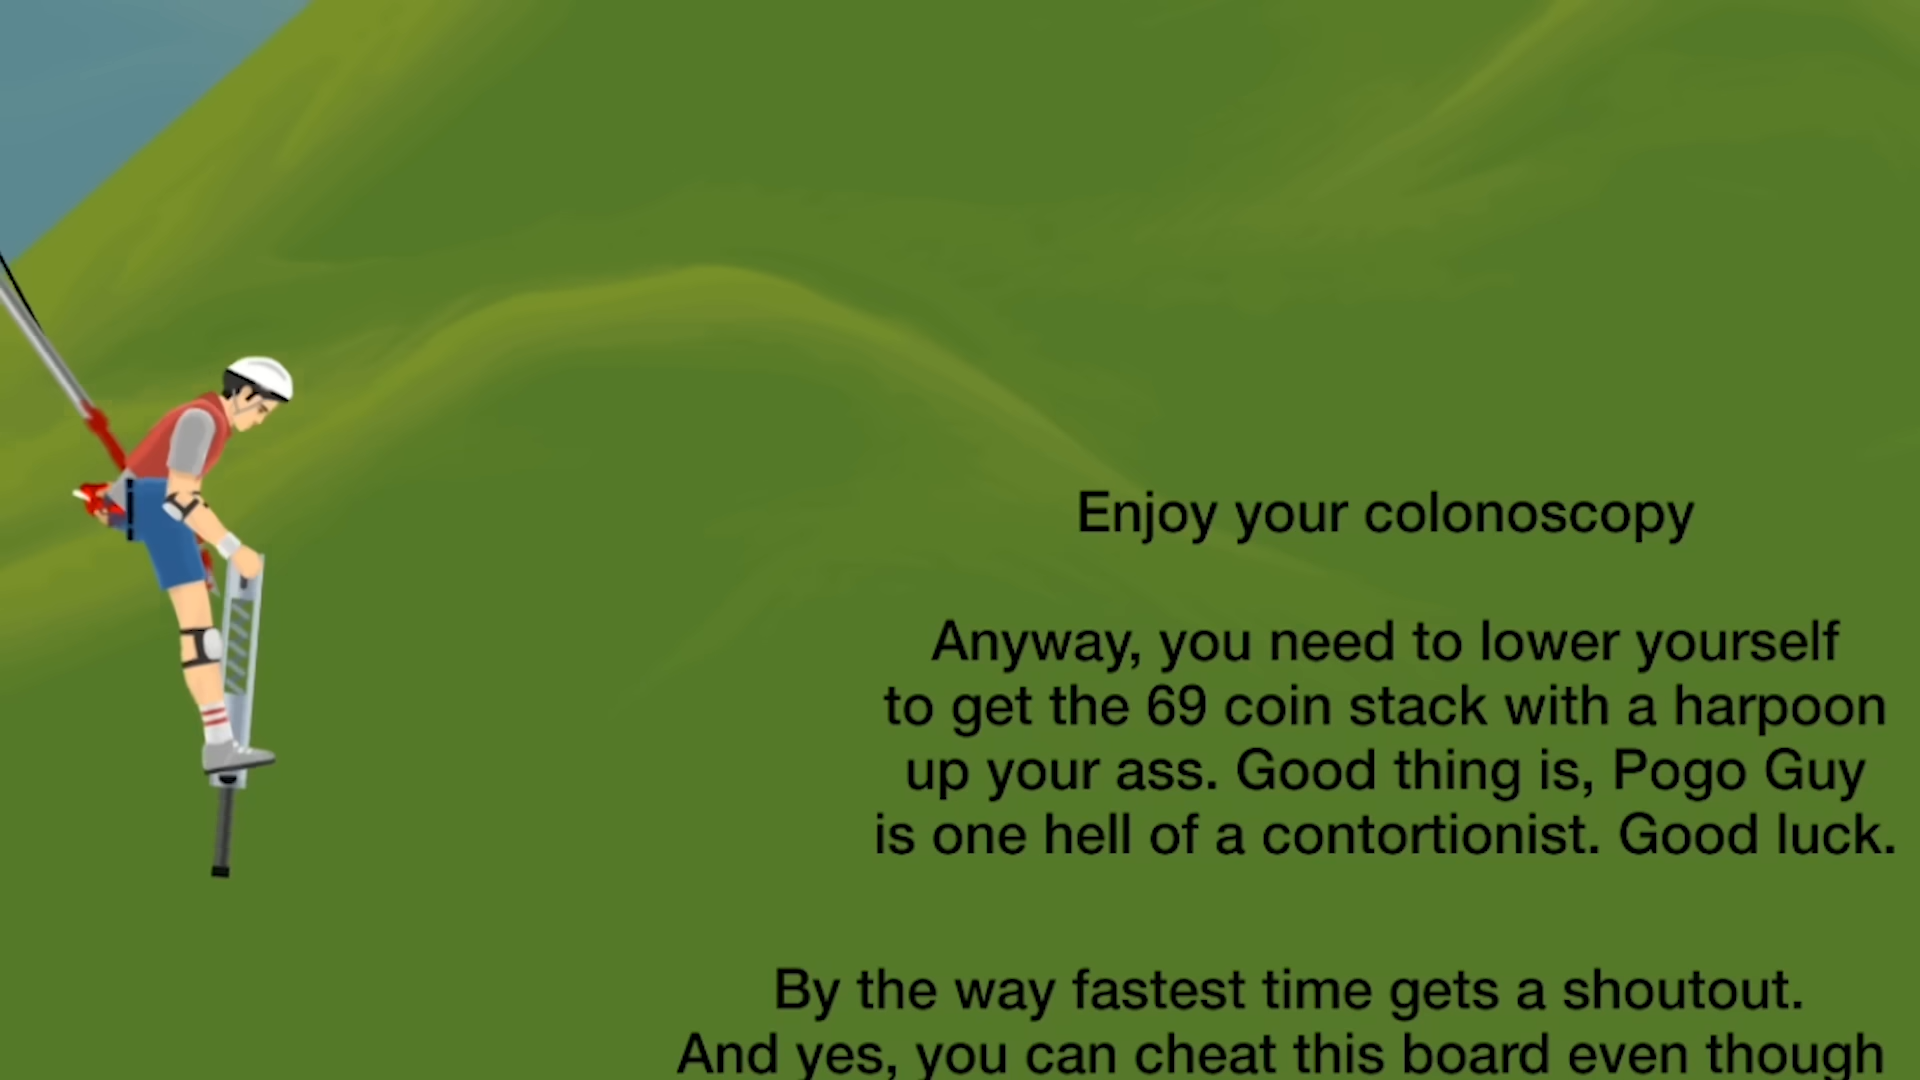 Enjoy your colonoscopy
Anyway, you need to lower yourself
to get the 69 coin stack with a harpoon
up your ass. Good thing is, Pogo Guy
is one hell of a contortionist. Good luck.
By the way fastest time gets a shoutout.
And yes, you can cheat this board even though